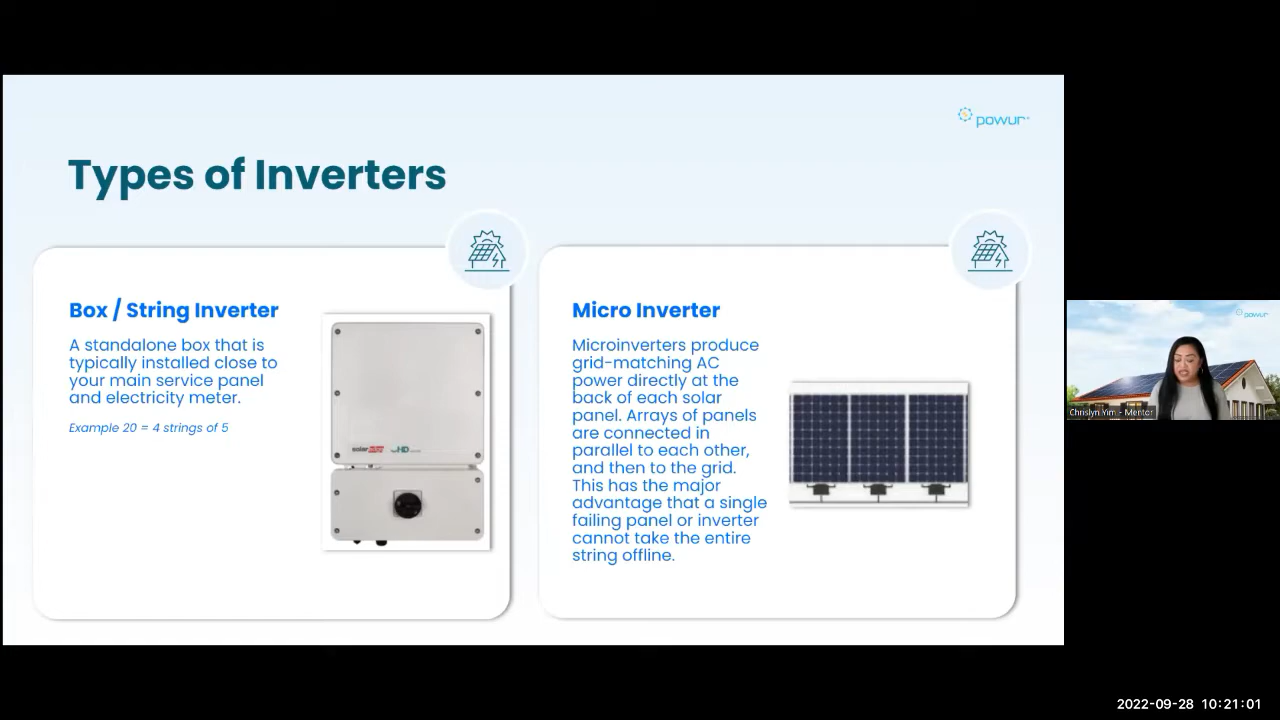 powur
Types of Inverters
Box / String Inverter
A standalone box that is
typically installed close to
your main service panel
and electricity meter.
Example 20 = 4 strings of 5
solar
HD
Micro Inverter
Microinverters produce
grid-matching AC
power directly at the
back of each solar
panel. Arrays of panels
are connected in
parallel to each other,
and then to the grid.
This has the major
advantage that a single
failing panel or inverter
cannot take the entire
string offline.
powur
Chrislyn Yim - Mentor
2022-09-28 10:21:01